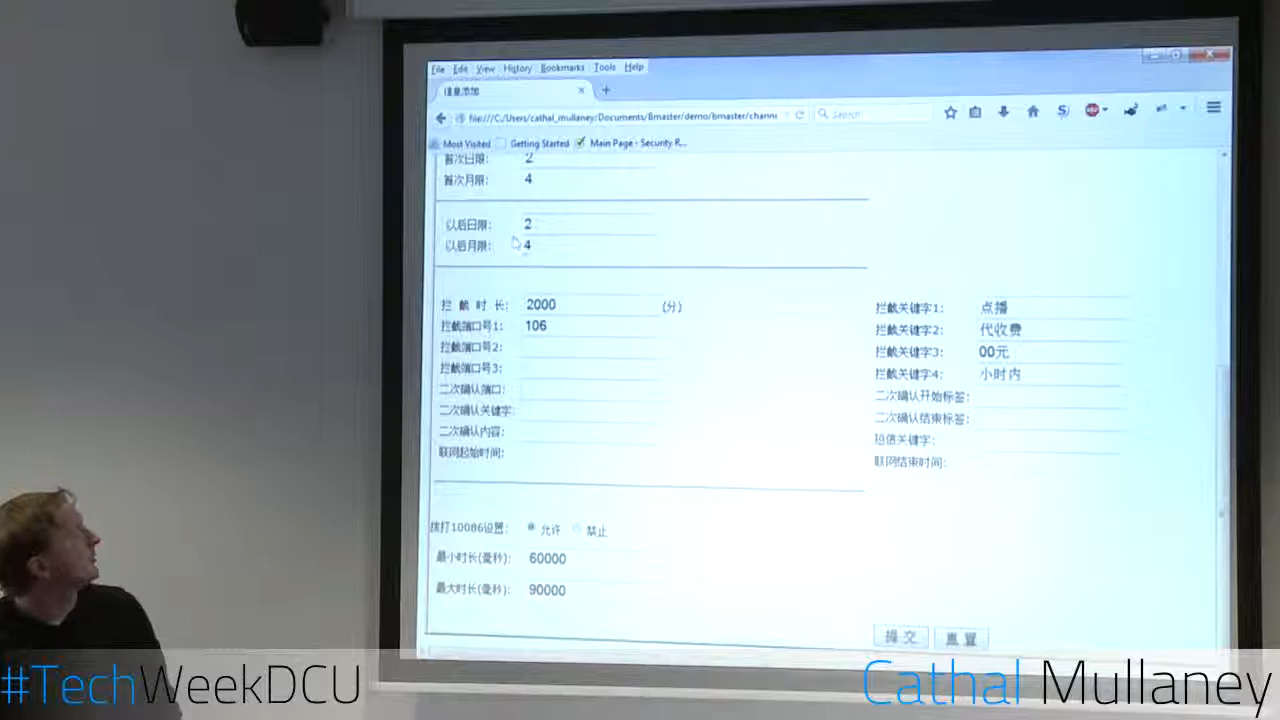 File Edit View History Bookmarks Tools Help
信息添加
file:///C:/Users/cathal_mullaney/Documents/Bmaster/demo/bmaster/chann
Search
Most Visited Getting Started Main Page - Security R...
首次日限: 2
首次月限: 4
以后日限: 2
以后月限: 4
拦 截 时 长: 2000 (分)
拦截端口号1: 106
拦截端口号2:
拦截端口号3:
二次确认端口:
二次确认关键字:
二次确认内容:
联网起始时间:
拦截关键字1: 点播
拦截关键字2: 代收费
拦截关键字3: 00元
拦截关键字4: 小时内
二次确认开始标签:
二次确认结束标签:
短信关键字:
联网结束时间:
拨打10086设置: 允许 禁止
最小时长(毫秒): 60000
最大时长(毫秒): 90000
提 交 重 置
#TechWeekDCU
Cathal Mullaney